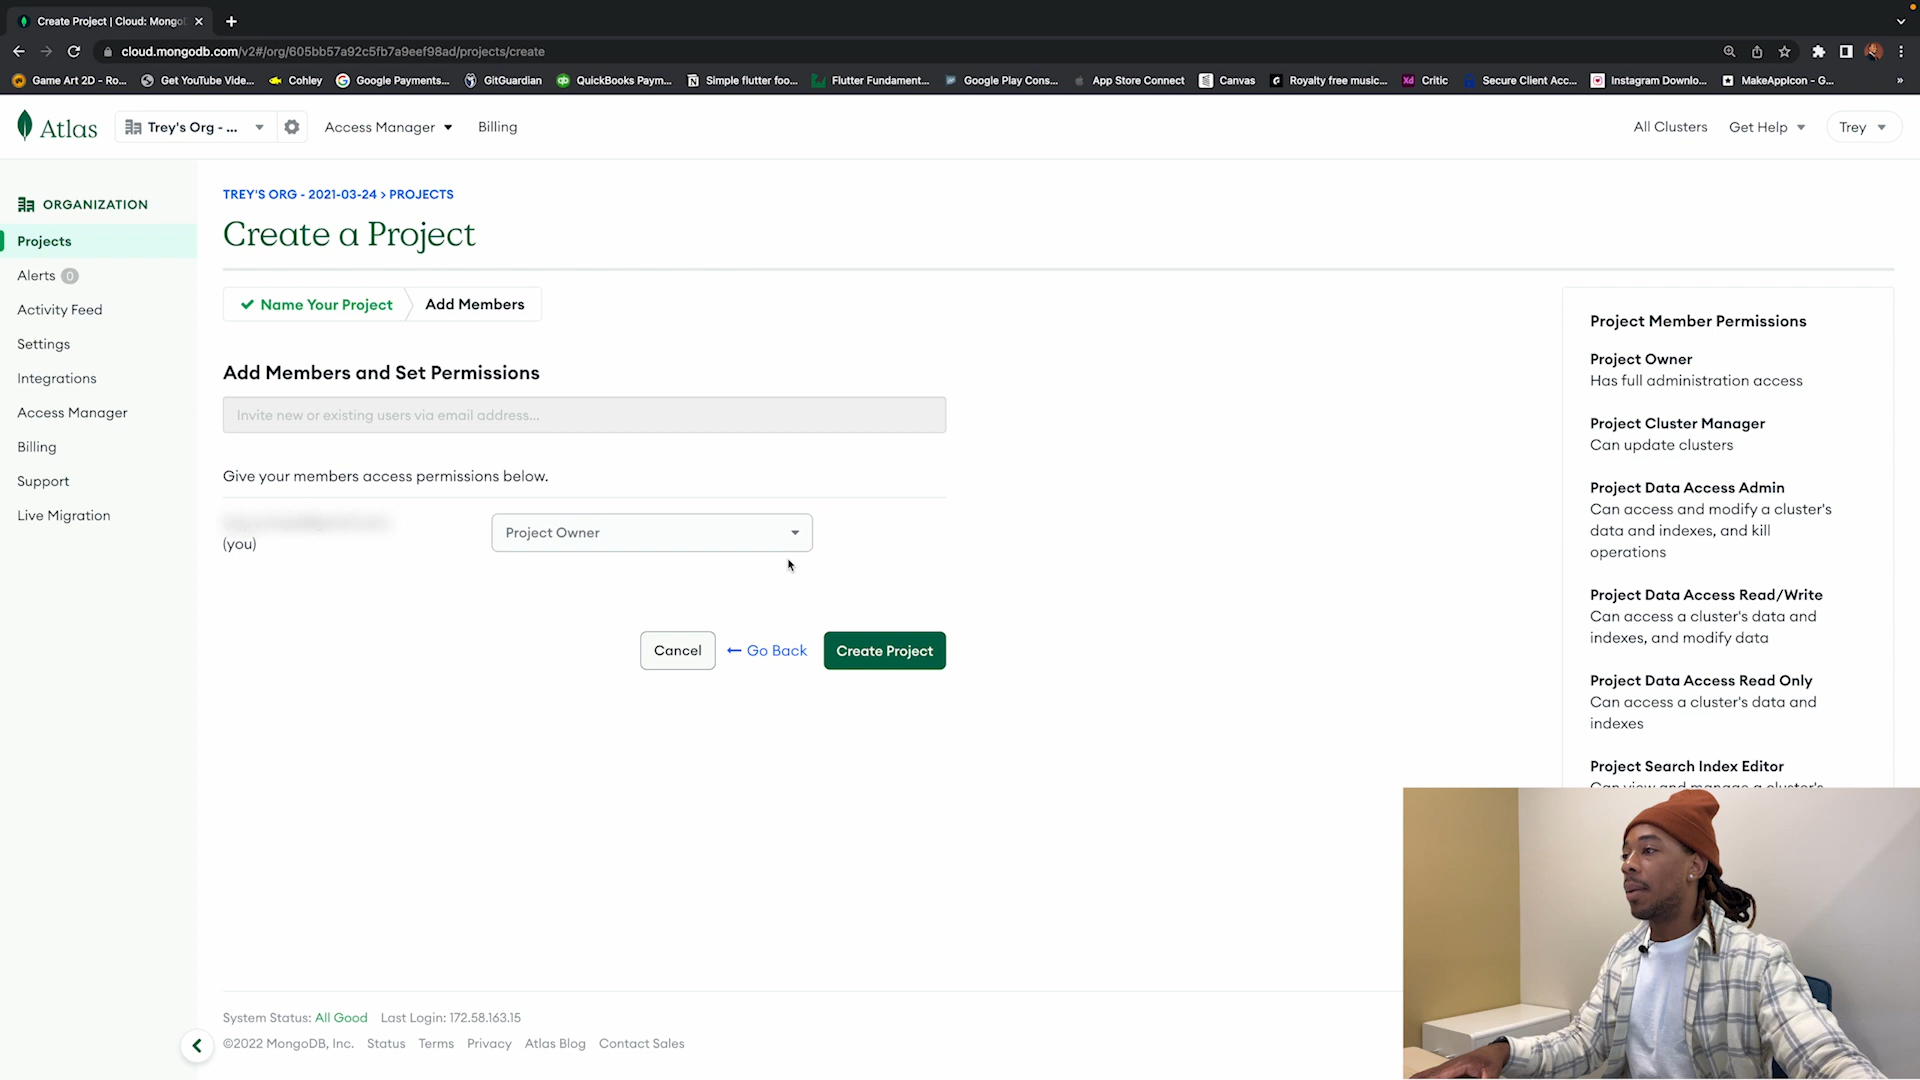 Create Project | Cloud: Mongo
cloud.mongodb.com/v2#/org/605bb57a92c5fb7a9eef98ad/projects/create
Game Art 2D - Ro...
Get YouTube Vide...
Cohley
Google Payments...
GitGuardian
QuickBooks Paym...
Simple flutter foo...
Flutter Fundament...
Google Play Cons...
App Store Connect
Canvas
Royalty free music...
Xd Critic
Secure Client Acc...
Instagram Downlo...
MakeAppIcon - G...
Atlas
Trey's Org - ...
Access Manager
Billing
All Clusters
Get Help
Trey
ORGANIZATION
Projects
Alerts 0
Activity Feed
Settings
Integrations
Access Manager
Billing
Support
Live Migration
TREY'S ORG - 2021-03-24 > PROJECTS
Create a Project
Name Your Project
Add Members
Add Members and Set Permissions
Invite new or existing users via email address...
Give your members access permissions below.
(you)
Project Owner
Cancel
Go Back
Create Project
Project Member Permissions
Project Owner
Has full administration access
Project Cluster Manager
Can update clusters
Project Data Access Admin
Can access and modify a cluster's
data and indexes, and kill
operations
Project Data Access Read/Write
Can access a cluster's data and
indexes, and modify data
Project Data Access Read Only
Can access a cluster's data and
indexes
Project Search Index Editor
Can view and manage a cluster's
System Status: All Good Last Login: 172.58.163.15
©2022 MongoDB, Inc. Status Terms Privacy Atlas Blog Contact Sales